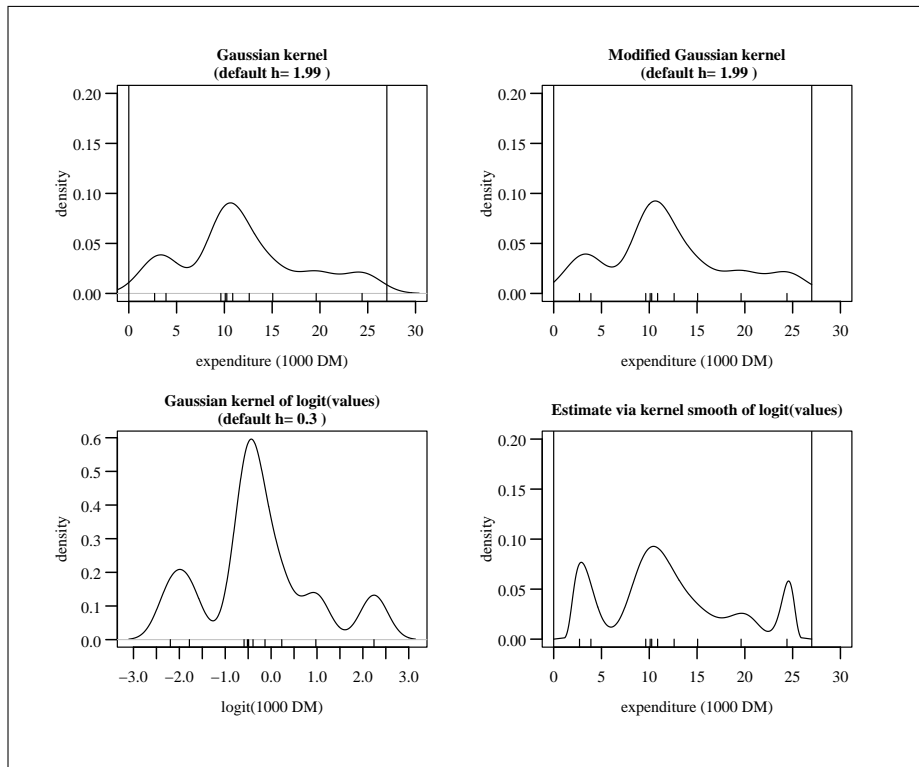 Gaussian kernel
(default h= 1.99 )
density
0.20
0.15
0.10
0.05
0.00
0 5 10 15 20 25 30
expenditure (1000 DM)
Modified Gaussian kernel
(default h= 1.99 )
density
0.20
0.15
0.10
0.05
0.00
0 5 10 15 20 25 30
expenditure (1000 DM)
Gaussian kernel of logit(values)
(default h= 0.3 )
density
0.6
0.5
0.4
0.3
0.2
0.1
0.0
−3.0 −2.0 −1.0 0.0 1.0 2.0 3.0
logit(1000 DM)
Estimate via kernel smooth of logit(values)
density
0.20
0.15
0.10
0.05
0.00
0 5 10 15 20 25 30
expenditure (1000 DM)